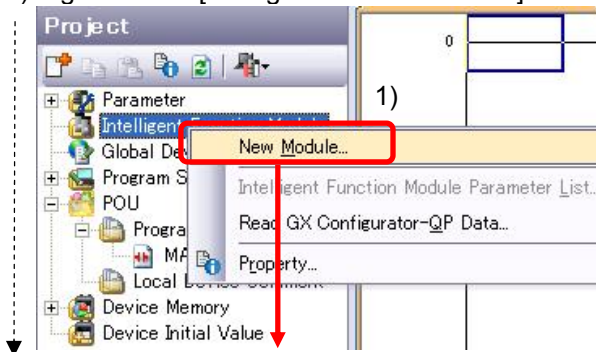 Project
0
1)
Parameter
Intelligent
New Module...
Global De
Program S
Intelligent Function Module Parameter List...
POU
Read GX Configurator-QP Data...
Progra
MA
Property...
Local
Device Memory
Device Initial Value